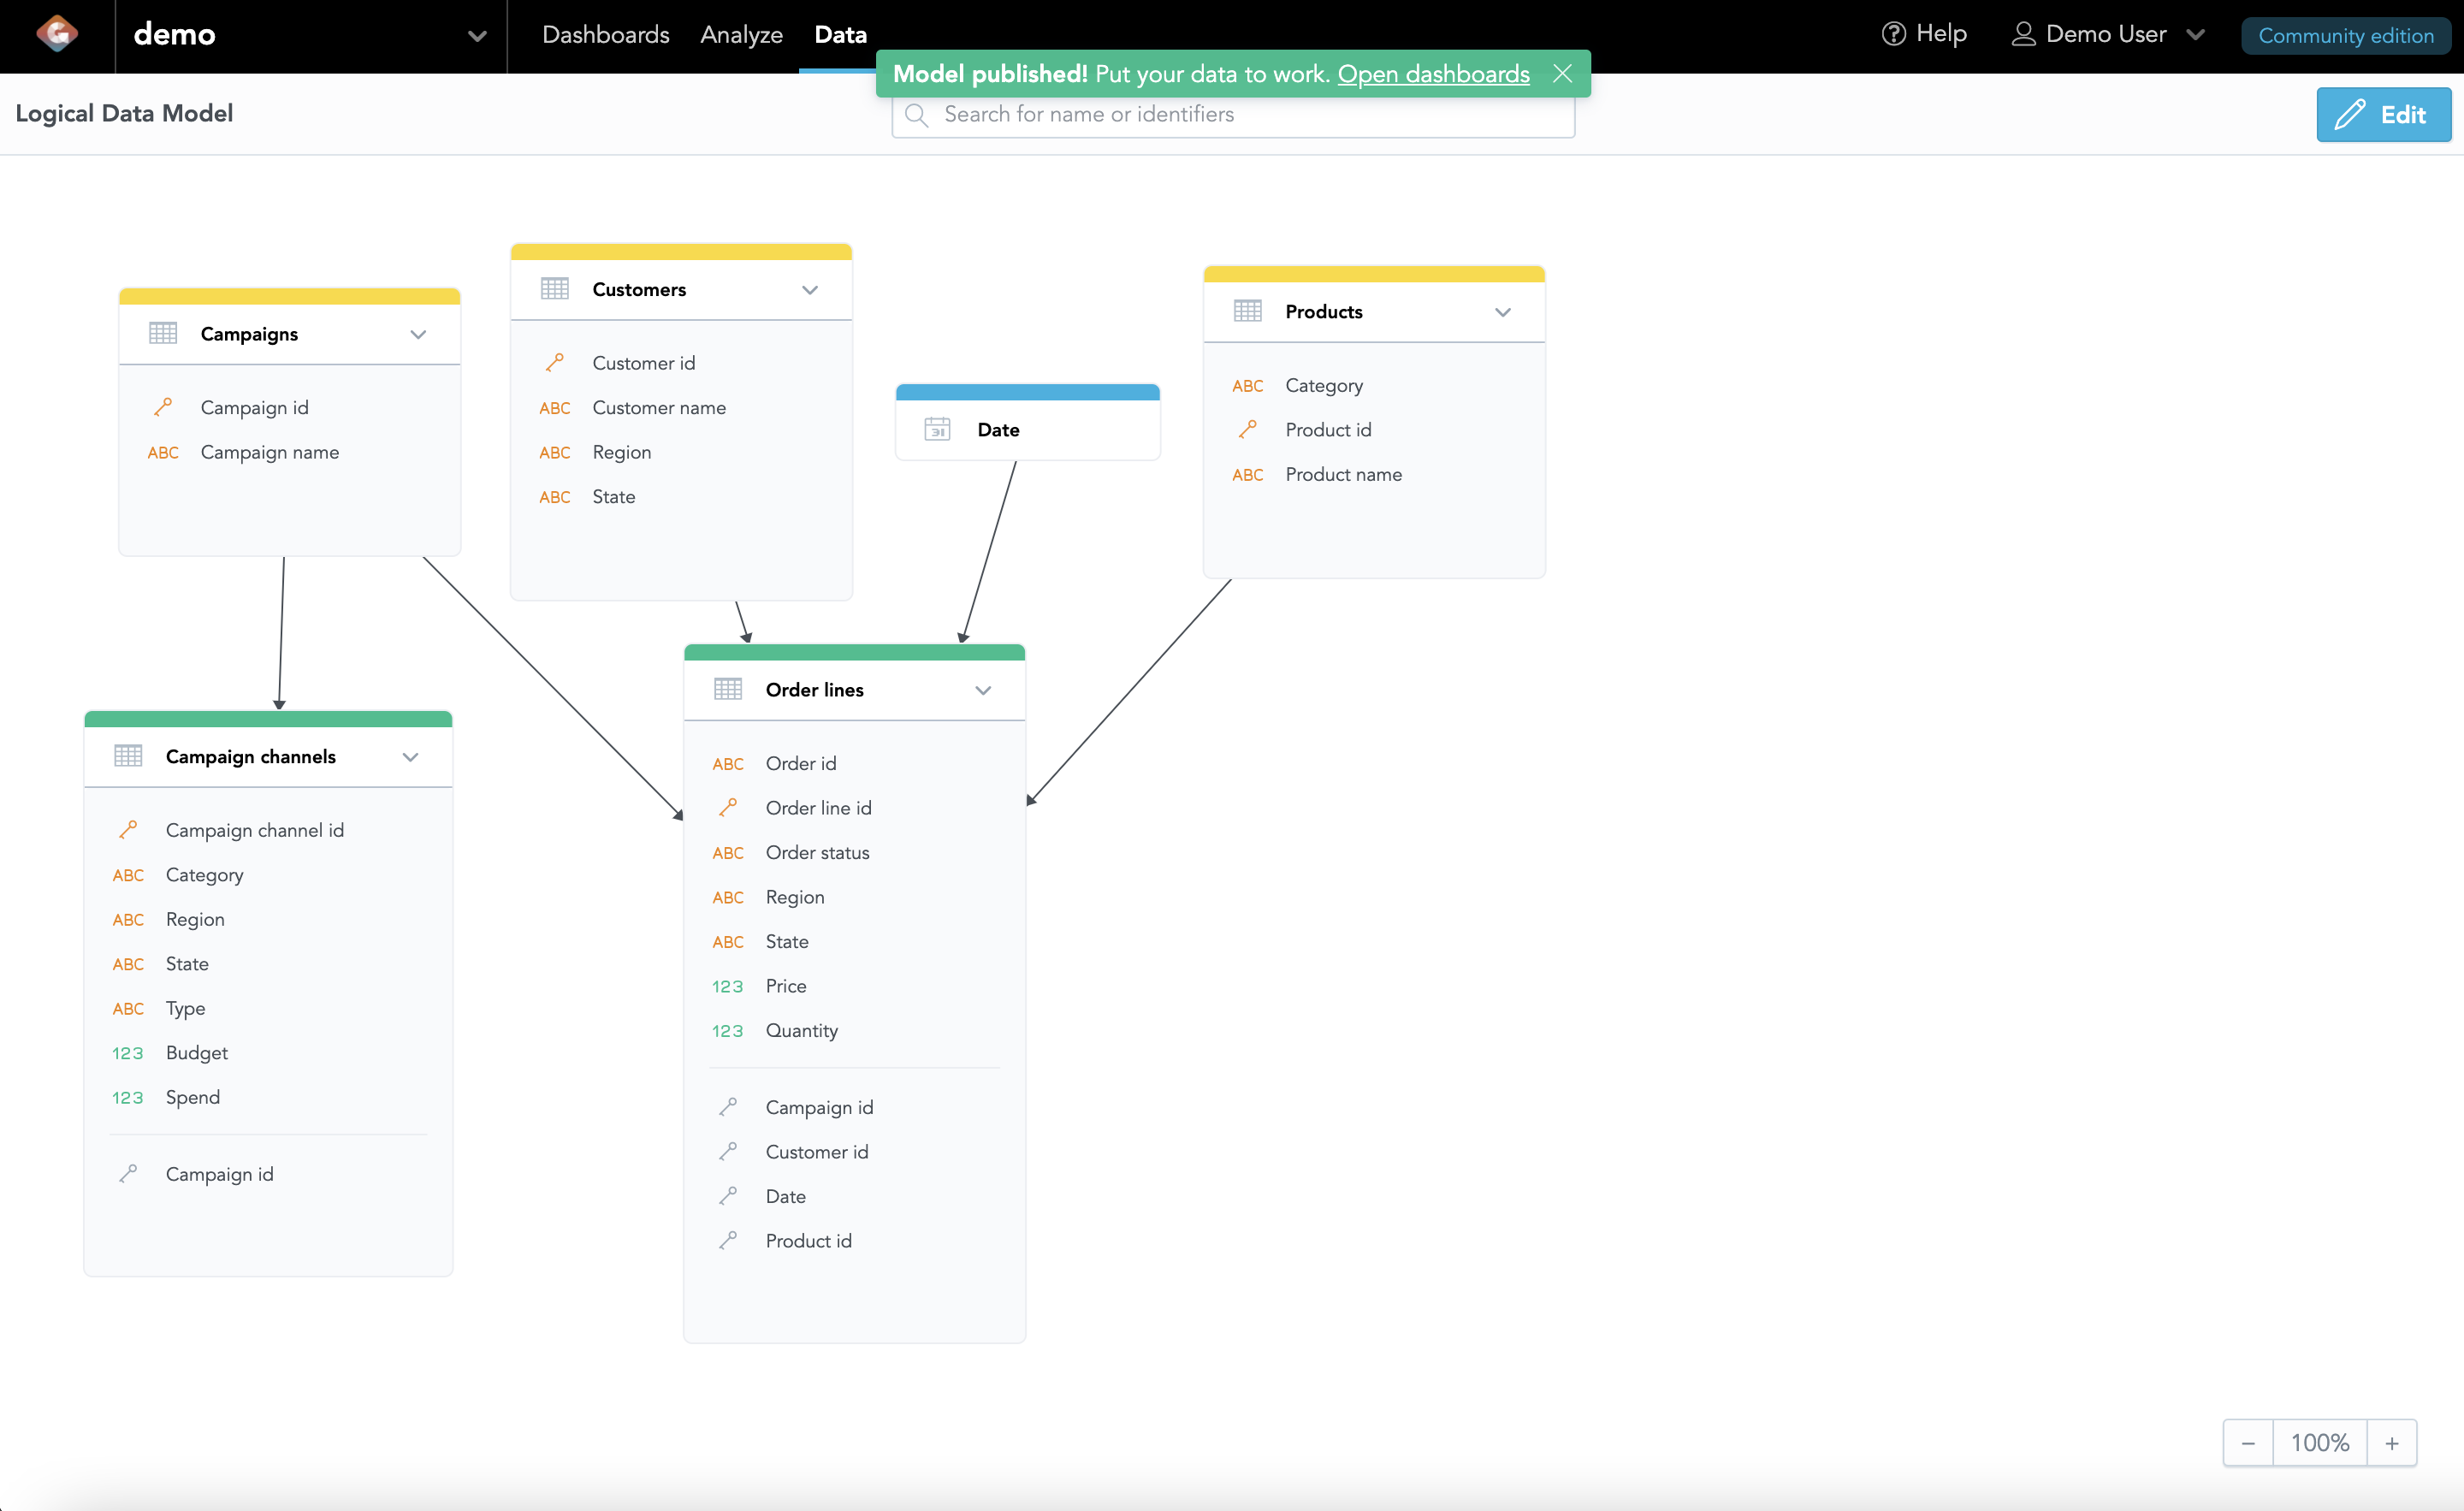 demo
Dashboards
Analyze
Data
Help
Demo User
Community edition
Model published! Put your data to work. Open dashboards
Logical Data Model
Search for name or identifiers
Edit
Campaigns
Campaign id
ABC Campaign name
Customers
Customer id
ABC Customer name
ABC Region
ABC State
31 Date
Products
ABC Category
Product id
ABC Product name
Campaign channels
Campaign channel id
ABC Category
ABC Region
ABC State
ABC Type
123 Budget
123 Spend
Campaign id
Order lines
ABC Order id
Order line id
ABC Order status
ABC Region
ABC State
123 Price
123 Quantity
Campaign id
Customer id
Date
Product id
− 100% +